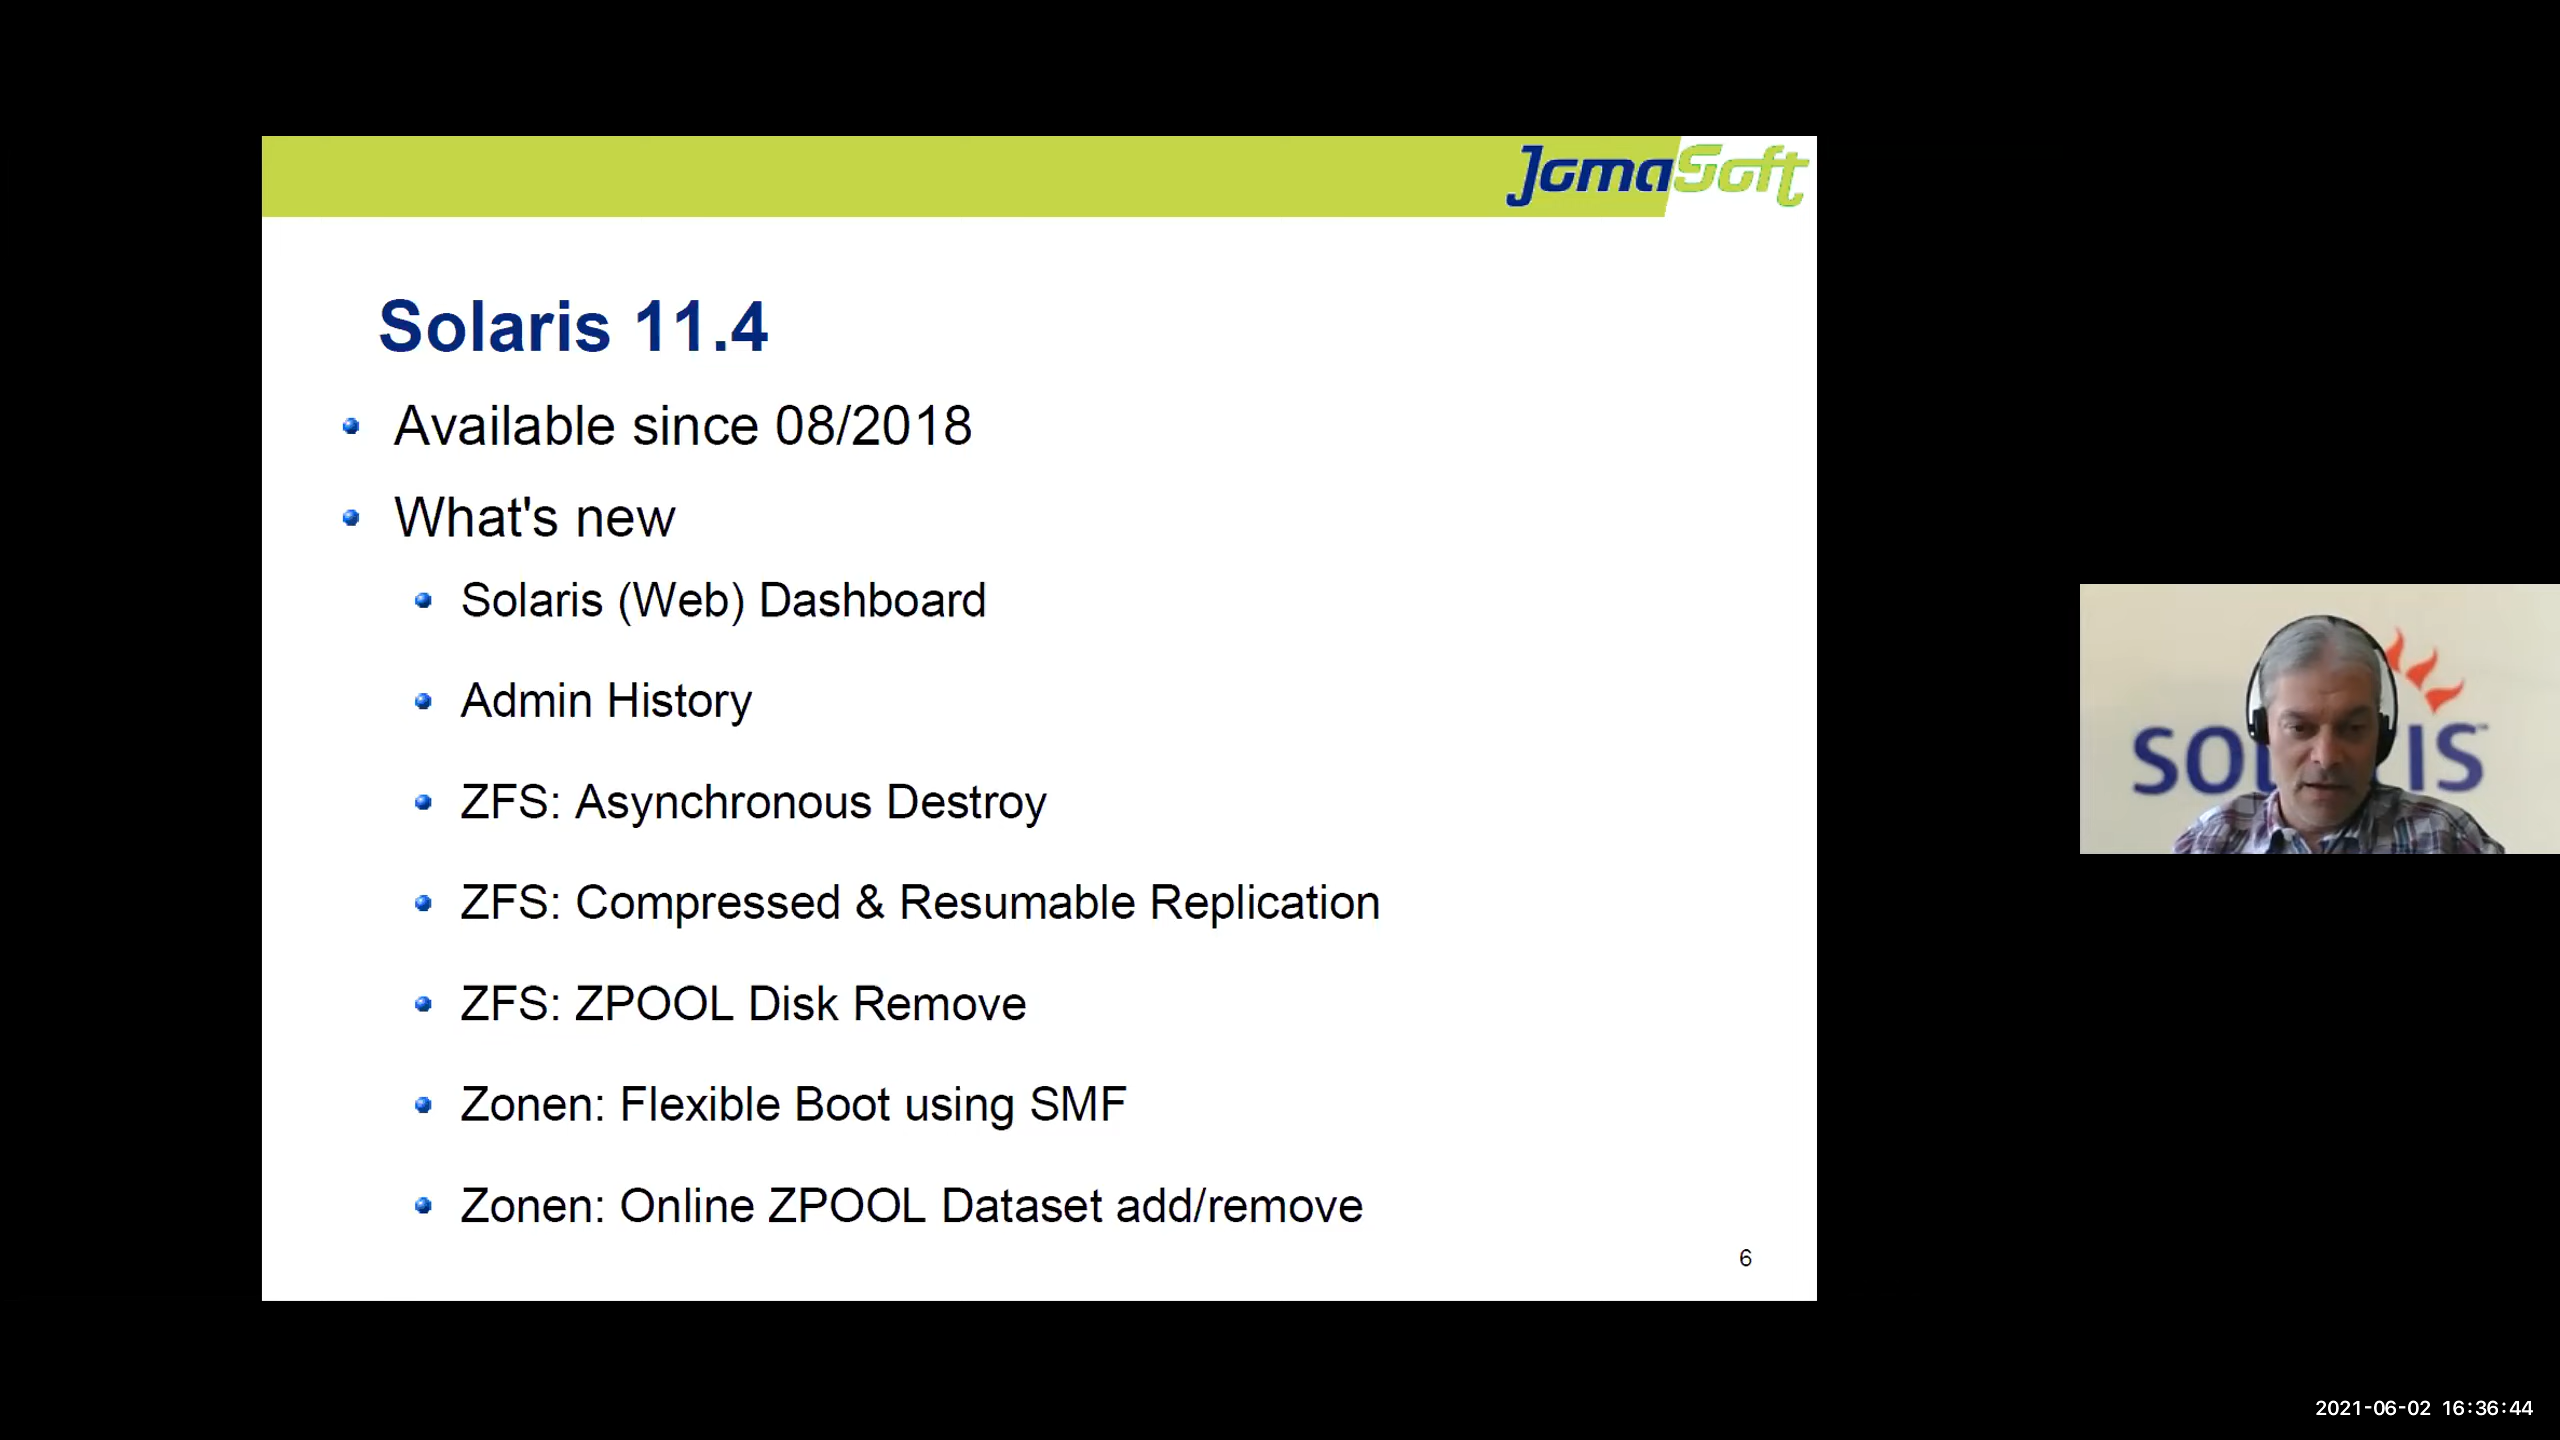 JomaSoft
Solaris 11.4
Available since 08/2018
What's new
Solaris (Web) Dashboard
Admin History
ZFS: Asynchronous Destroy
ZFS: Compressed & Resumable Replication
ZFS: ZPOOL Disk Remove
Zonen: Flexible Boot using SMF
Zonen: Online ZPOOL Dataset add/remove
6
SOL IS
2021-06-02 16:36:44